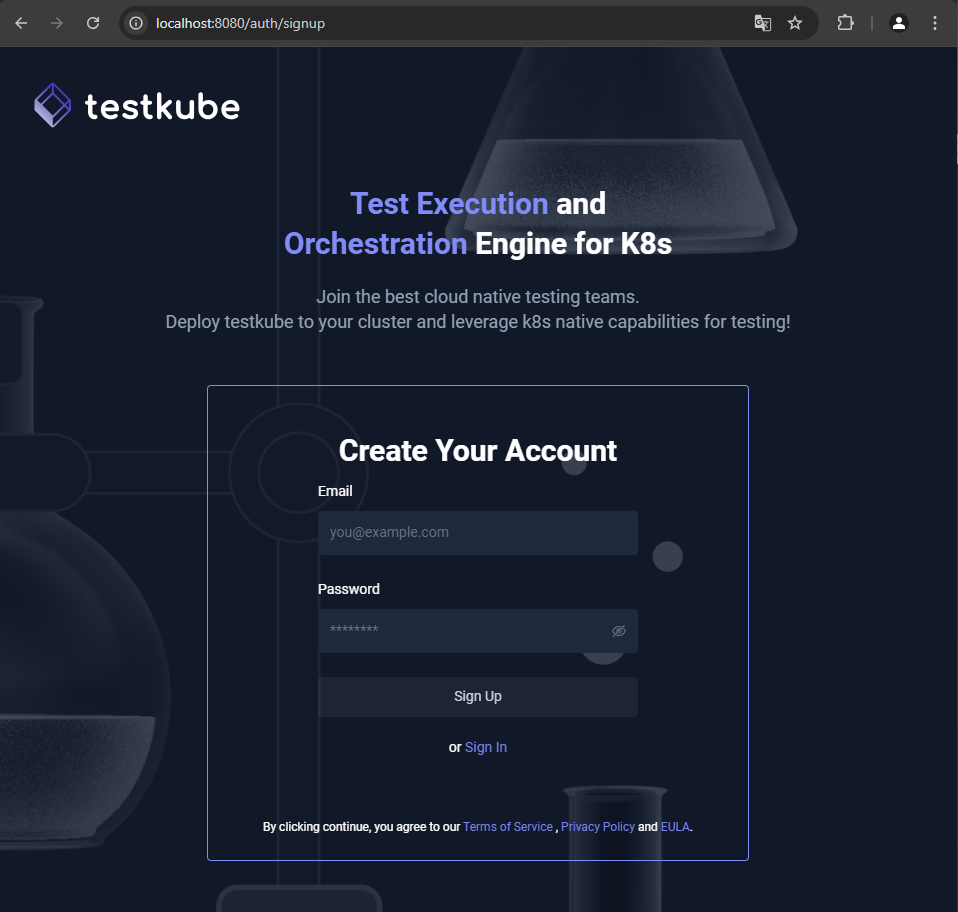 localhost:8080/auth/signup
testkube
Test Execution and
Orchestration Engine for K8s
Join the best cloud native testing teams.
Deploy testkube to your cluster and leverage k8s native capabilities for testing!
Create Your Account
Email
you@example.com
Password
********
Sign Up
or Sign In
By clicking continue, you agree to our Terms of Service , Privacy Policy and EULA.